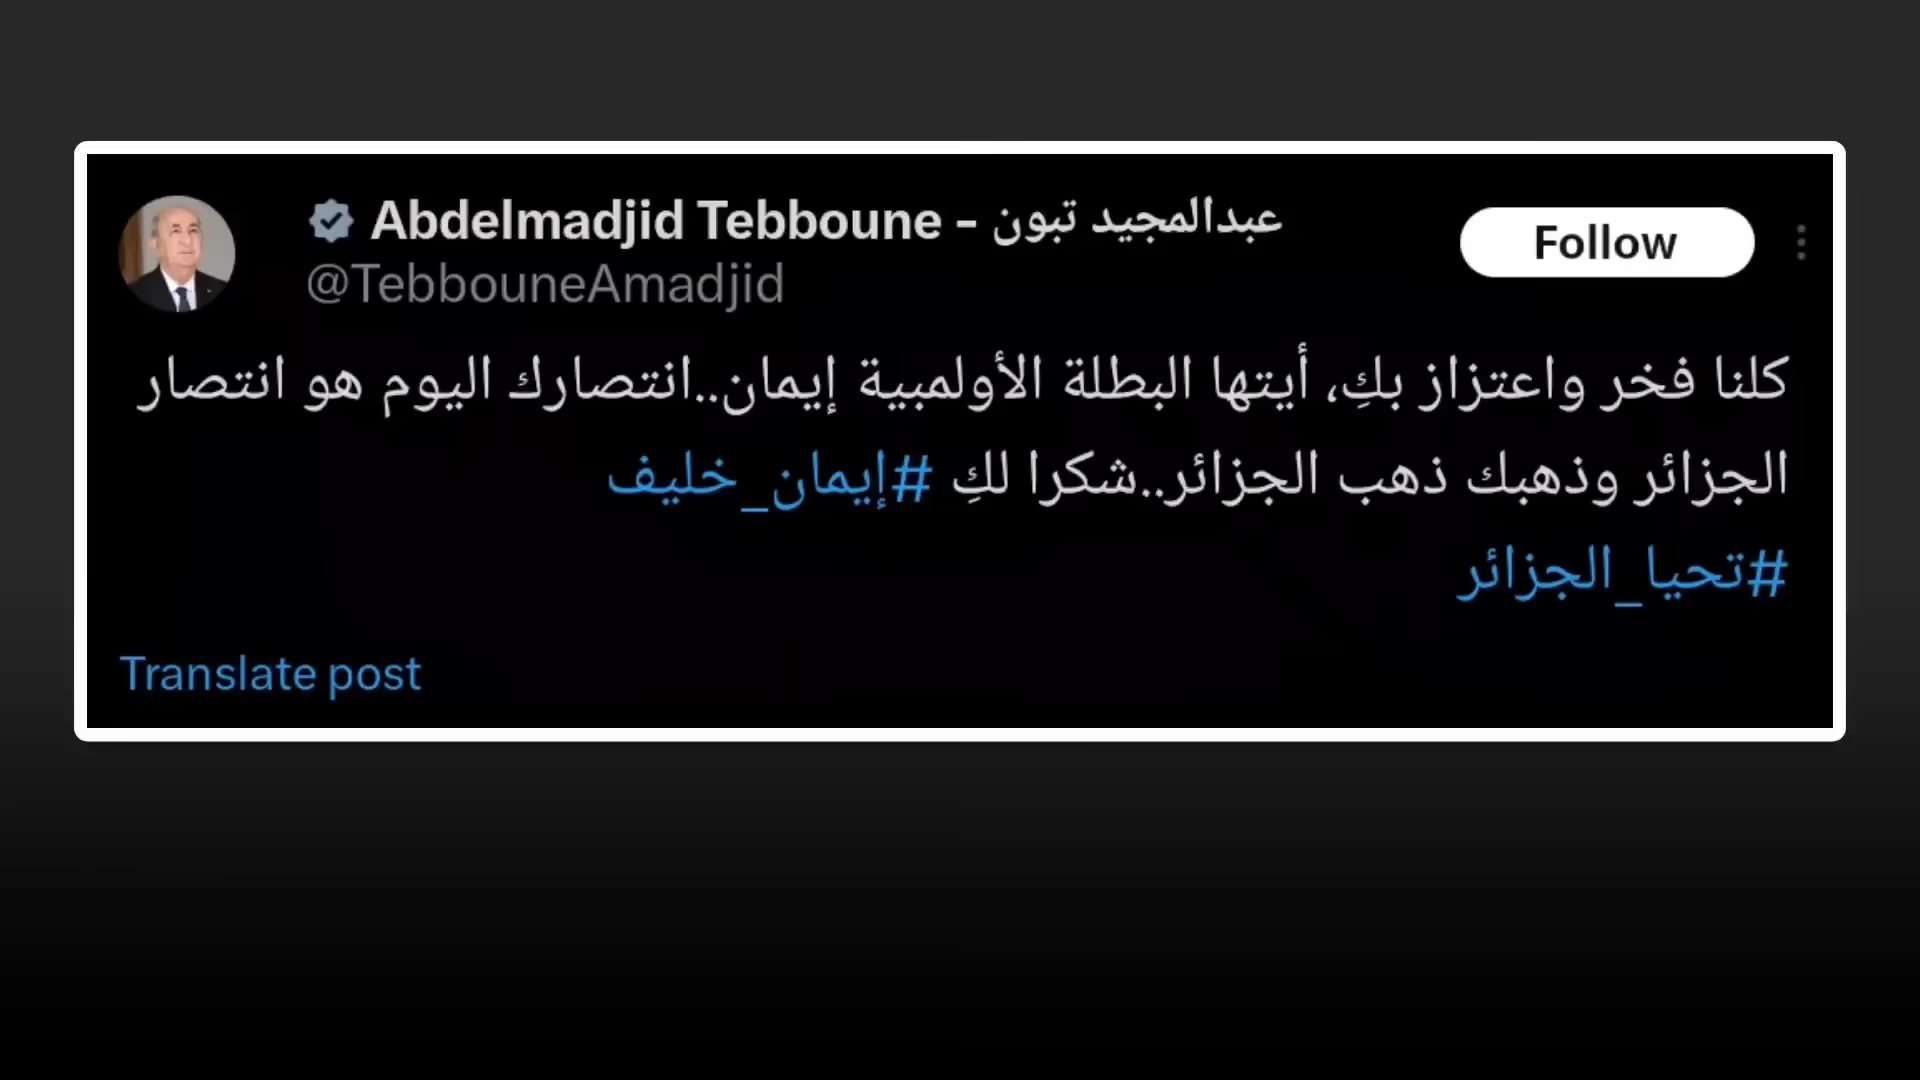 Abdelmadjid Tebboune - عبدالمجيد تبون
@TebbouneAmadjid
Follow
كلنا فخر واعتزاز بكِ، أيتها البطلة الأولمبية إيمان..انتصارك اليوم هو انتصار
الجزائر وذهبك ذهب الجزائر..شكرا لكِ #إيمان_خليف
#تحيا_الجزائر
Translate post